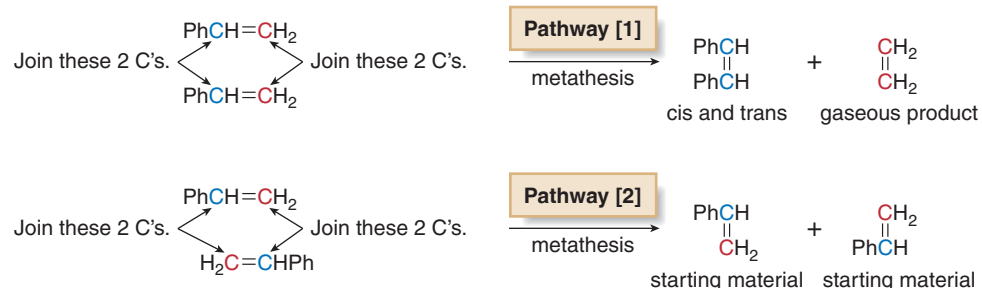 PhCH=CH₂
Join these 2 C's. Join these 2 C's.
PhCH=CH₂
Pathway [1]
metathesis
PhCH
||
PhCH
cis and trans
+
CH₂
||
CH₂
gaseous product
PhCH=CH₂
Join these 2 C's. Join these 2 C's.
H₂C=CHPh
Pathway [2]
metathesis
PhCH
||
CH₂
starting material
+
CH₂
||
PhCH
starting material